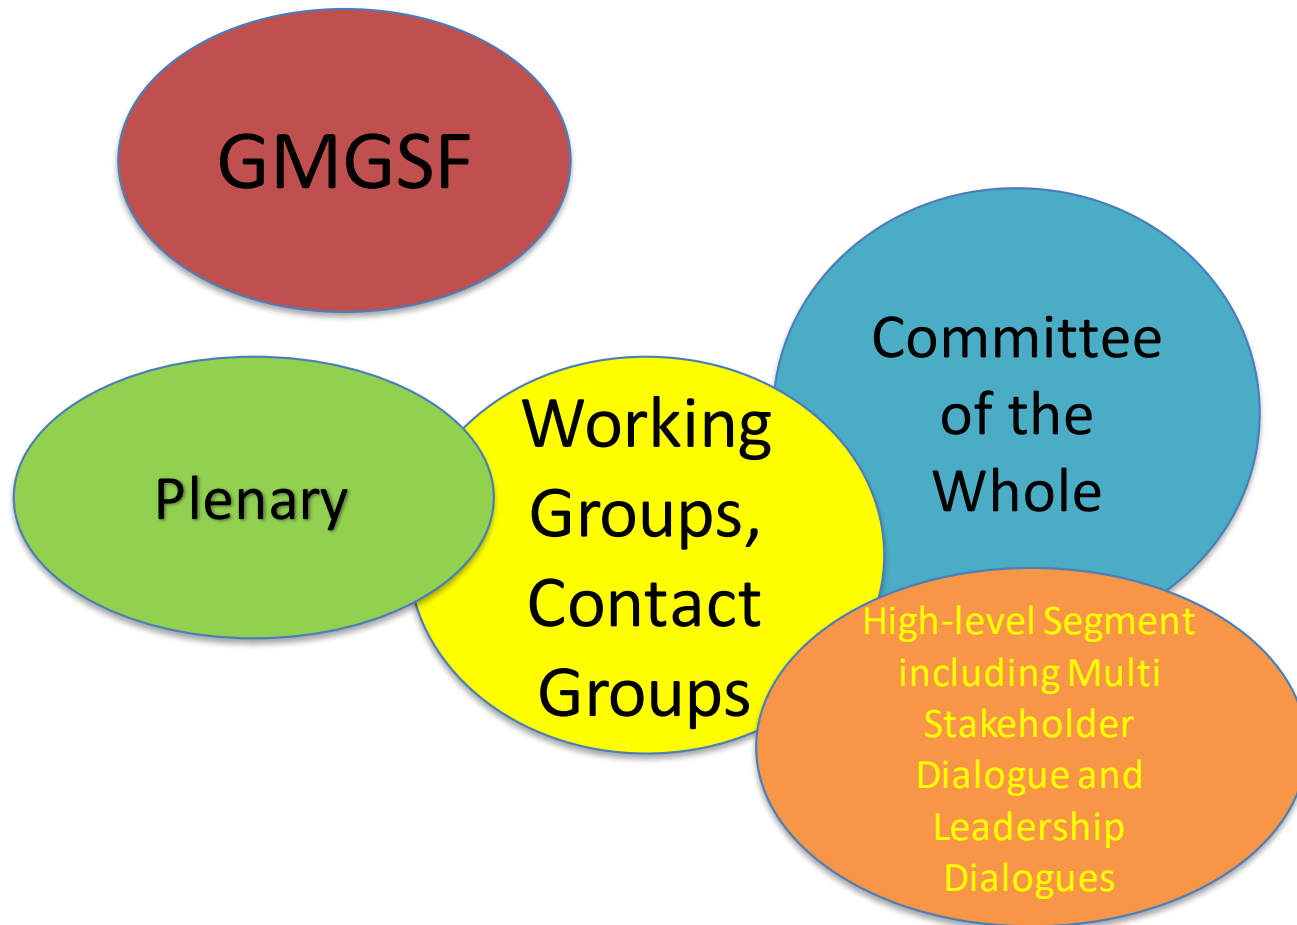 GMGSF
Committee
of the
Whole
Plenary
Working
Groups,
Contact
Groups
High-level Segment
including Multi
Stakeholder
Dialogue and
Leadership
Dialogues